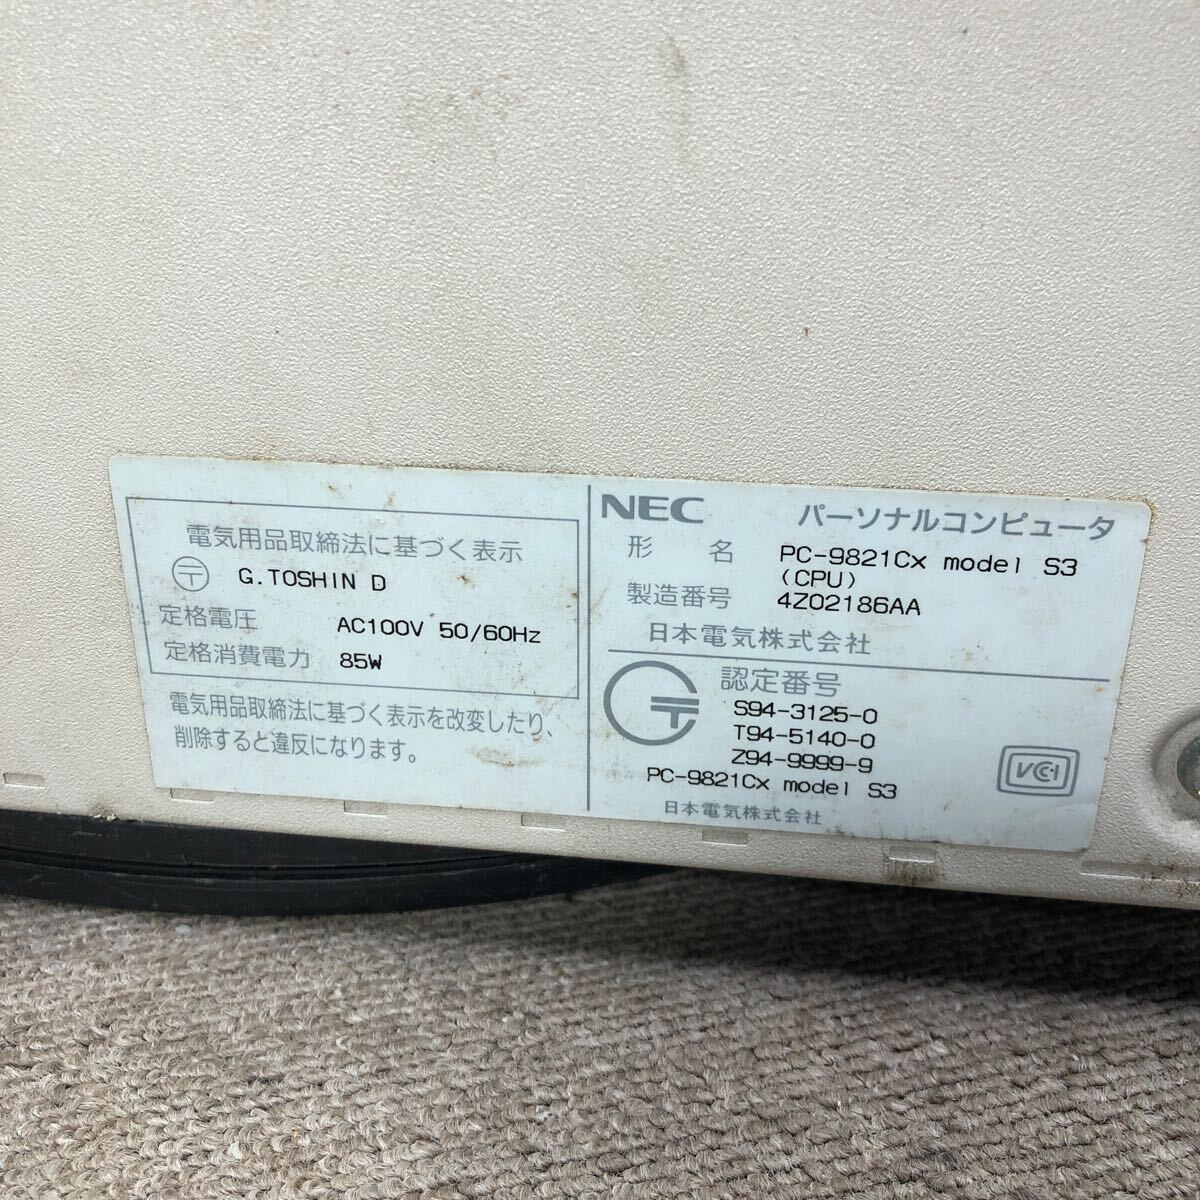 電気用品取締法に基づく表示
〒 G.TOSHIN D
定格電圧 AC100V 50/60Hz
定格消費電力 85W
電気用品取締法に基づく表示を改変したり、
削除すると違反になります。
NEC パーソナルコンピュータ
形 名 PC-9821Cx model S3
(CPU)
製造番号 4Z02186AA
日本電気株式会社
認定番号
S94-3125-0
T94-5140-0
Z94-9999-9
PC-9821Cx model S3
日本電気株式会社
VCCI